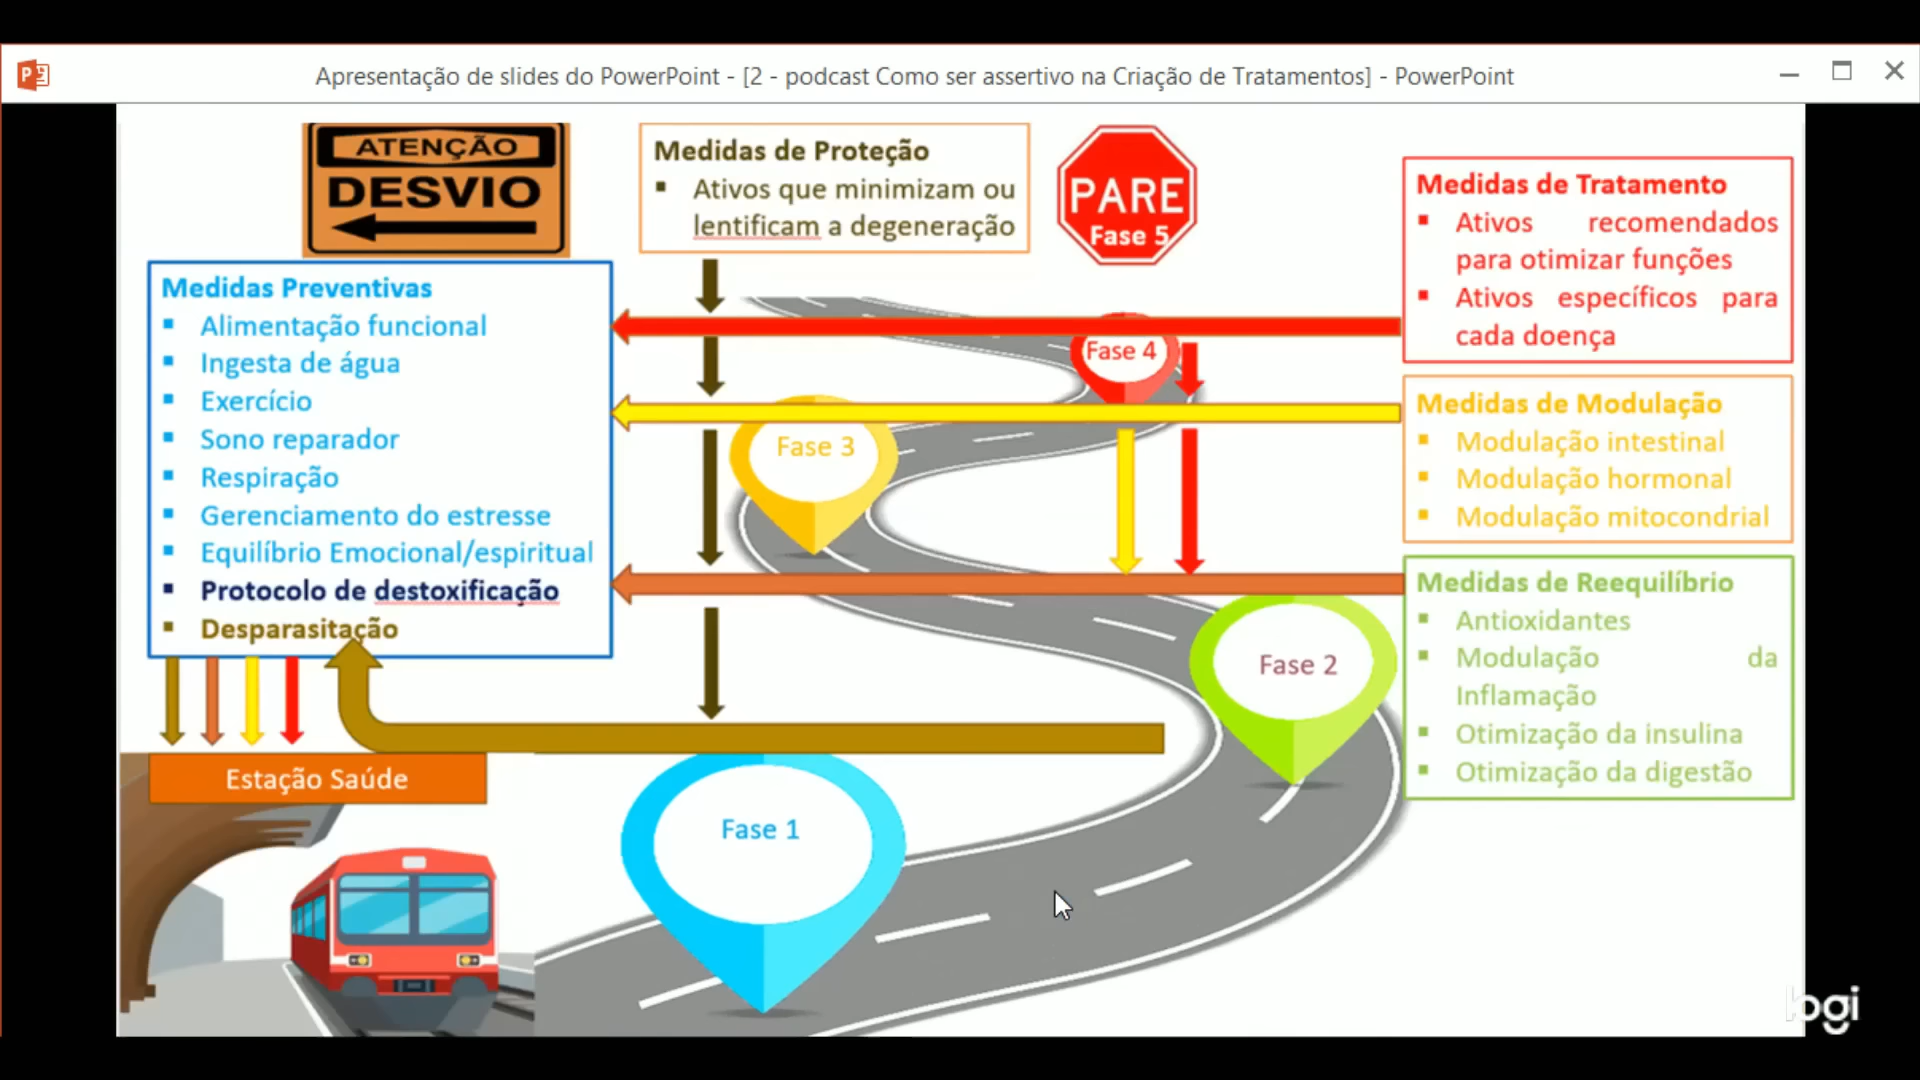 Apresentação de slides do PowerPoint - [2 - podcast Como ser assertivo na Criação de Tratamentos] - PowerPoint
ATENÇÃO
DESVIO
Medidas de Proteção
▪ Ativos que minimizam ou
lentificam a degeneração
PARE
Fase 5
Medidas de Tratamento
▪ Ativos recomendados
para otimizar funções
▪ Ativos específicos para
cada doença
Medidas Preventivas
▪ Alimentação funcional
▪ Ingesta de água
▪ Exercício
▪ Sono reparador
▪ Respiração
▪ Gerenciamento do estresse
▪ Equilíbrio Emocional/espiritual
▪ Protocolo de destoxificação
▪ Desparasitação
Fase 4
Fase 3
Medidas de Modulação
▪ Modulação intestinal
▪ Modulação hormonal
▪ Modulação mitocondrial
Medidas de Reequilíbrio
▪ Antioxidantes
▪ Modulação da
Inflamação
▪ Otimização da insulina
▪ Otimização da digestão
Fase 2
Estação Saúde
Fase 1
logi